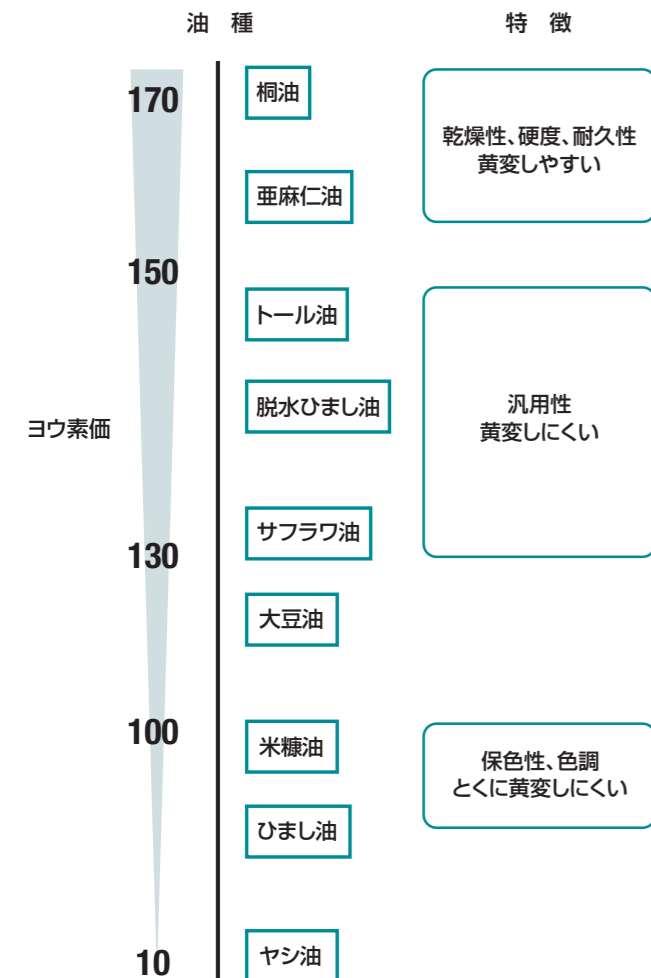 油 種
特 徴
170
桐油
乾燥性、硬度、耐久性
黄変しやすい
亜麻仁油
150
トール油
脱水ひまし油
汎用性
黄変しにくい
ヨウ素価
サフラワ油
130
大豆油
100
米糠油
保色性、色調
とくに黄変しにくい
ひまし油
10
ヤシ油